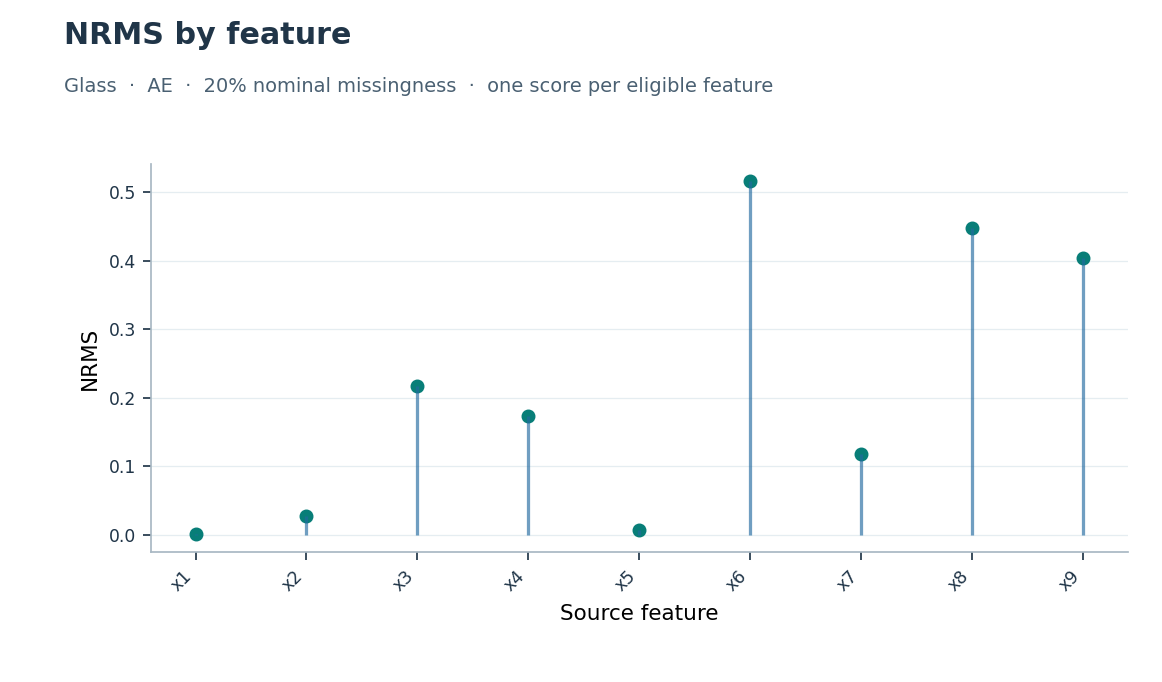 NRMS by feature
Glass · AE · 20% nominal missingness · one score per eligible feature
NRMS
0.5
0.4
0.3
0.2
0.1
0.0
x1 x2 x3 x4 x5 x6 x7 x8 x9
Source feature